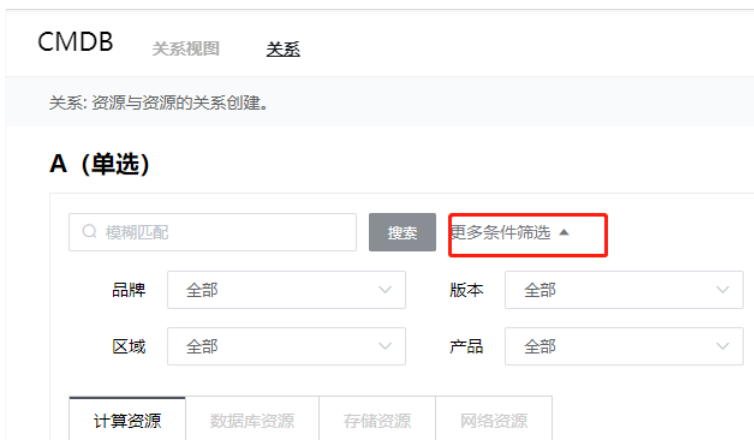 CMDB 关系视图 关系
关系: 资源与资源的关系创建。
A（单选）
模糊匹配 搜索 更多条件筛选
品牌 全部 版本 全部
区域 全部 产品 全部
计算资源 数据库资源 存储资源 网络资源